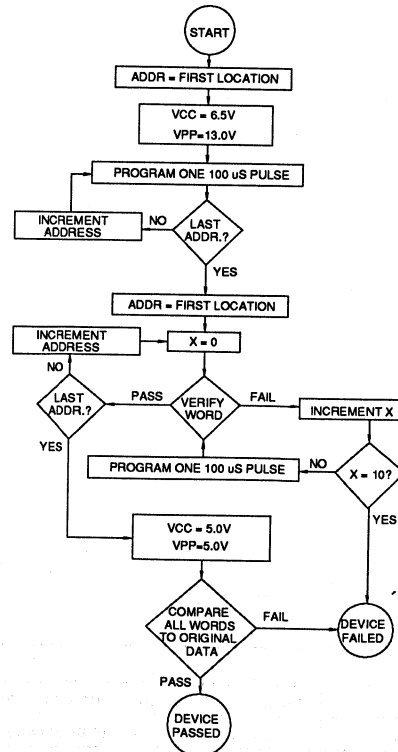 START
ADDR = FIRST LOCATION
VCC = 6.5V
VPP=13.0V
PROGRAM ONE 100 uS PULSE
INCREMENT
ADDRESS
NO
LAST
ADDR.?
YES
ADDR = FIRST LOCATION
INCREMENT
ADDRESS
X = 0
NO
LAST
ADDR.?
PASS
VERIFY
WORD
FAIL
INCREMENT X
YES
PROGRAM ONE 100 uS PULSE
NO
X = 10?
YES
VCC = 5.0V
VPP=5.0V
COMPARE
ALL WORDS
TO ORIGINAL
DATA
FAIL
DEVICE
FAILED
PASS
DEVICE
PASSED